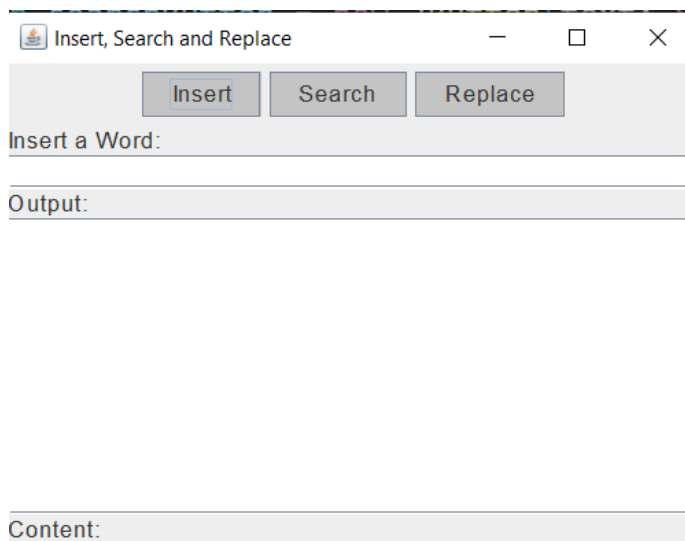 Insert, Search and Replace
Insert Search Replace
Insert a Word:
Output:
Content: